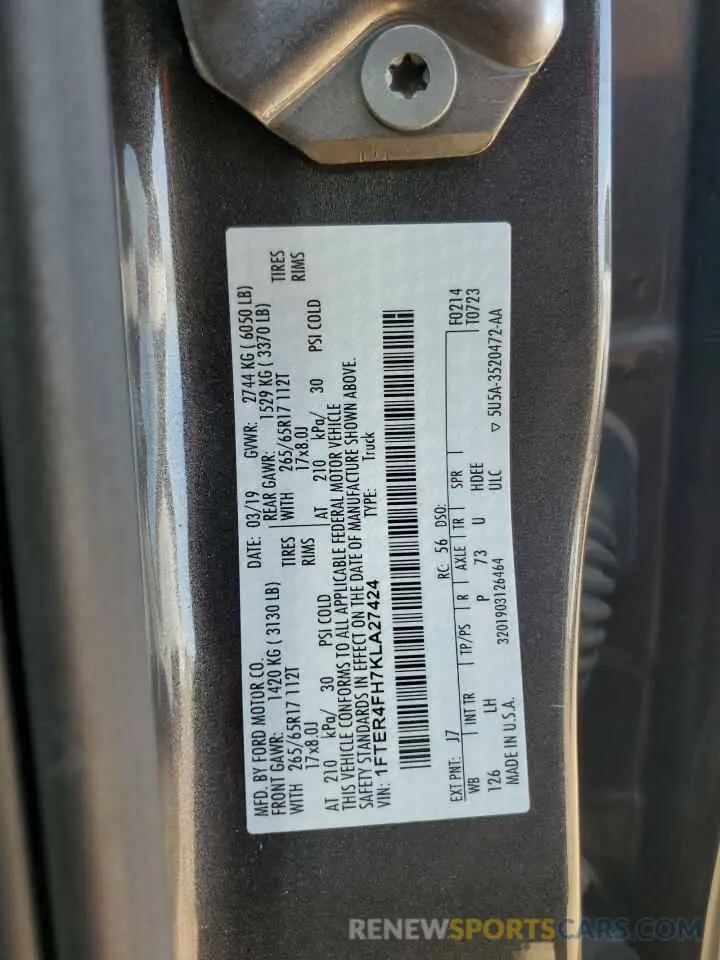 MFD. BY FORD MOTOR CO.
DATE: 03/19 GVWR: 2744 KG ( 6050 LB)
FRONT GAWR: 1420 KG ( 3130 LB) REAR GAWR: 1529 KG ( 3370 LB)
WITH 265/65R17 112T TIRES WITH 265/65R17 112T TIRES
17x8.0J RIMS 17x8.0J RIMS
AT 210 kPa/ 30 PSI COLD AT 210 kPa/ 30 PSI COLD
THIS VEHICLE CONFORMS TO ALL APPLICABLE FEDERAL MOTOR VEHICLE
SAFETY STANDARDS IN EFFECT ON THE DATE OF MANUFACTURE SHOWN ABOVE.
VIN: 1FTER4FH7KLA27424 TYPE: Truck
EXT PNT: J7 RC: 56 DSO: F0214
WB INT TR TP/PS R AXLE TR SPR T0723
126 LH P 73 U HDEE
ULC
MADE IN U.S.A. 3201903126464 5U5A-3520472-AA
RENEWSPORTSCARS.COM